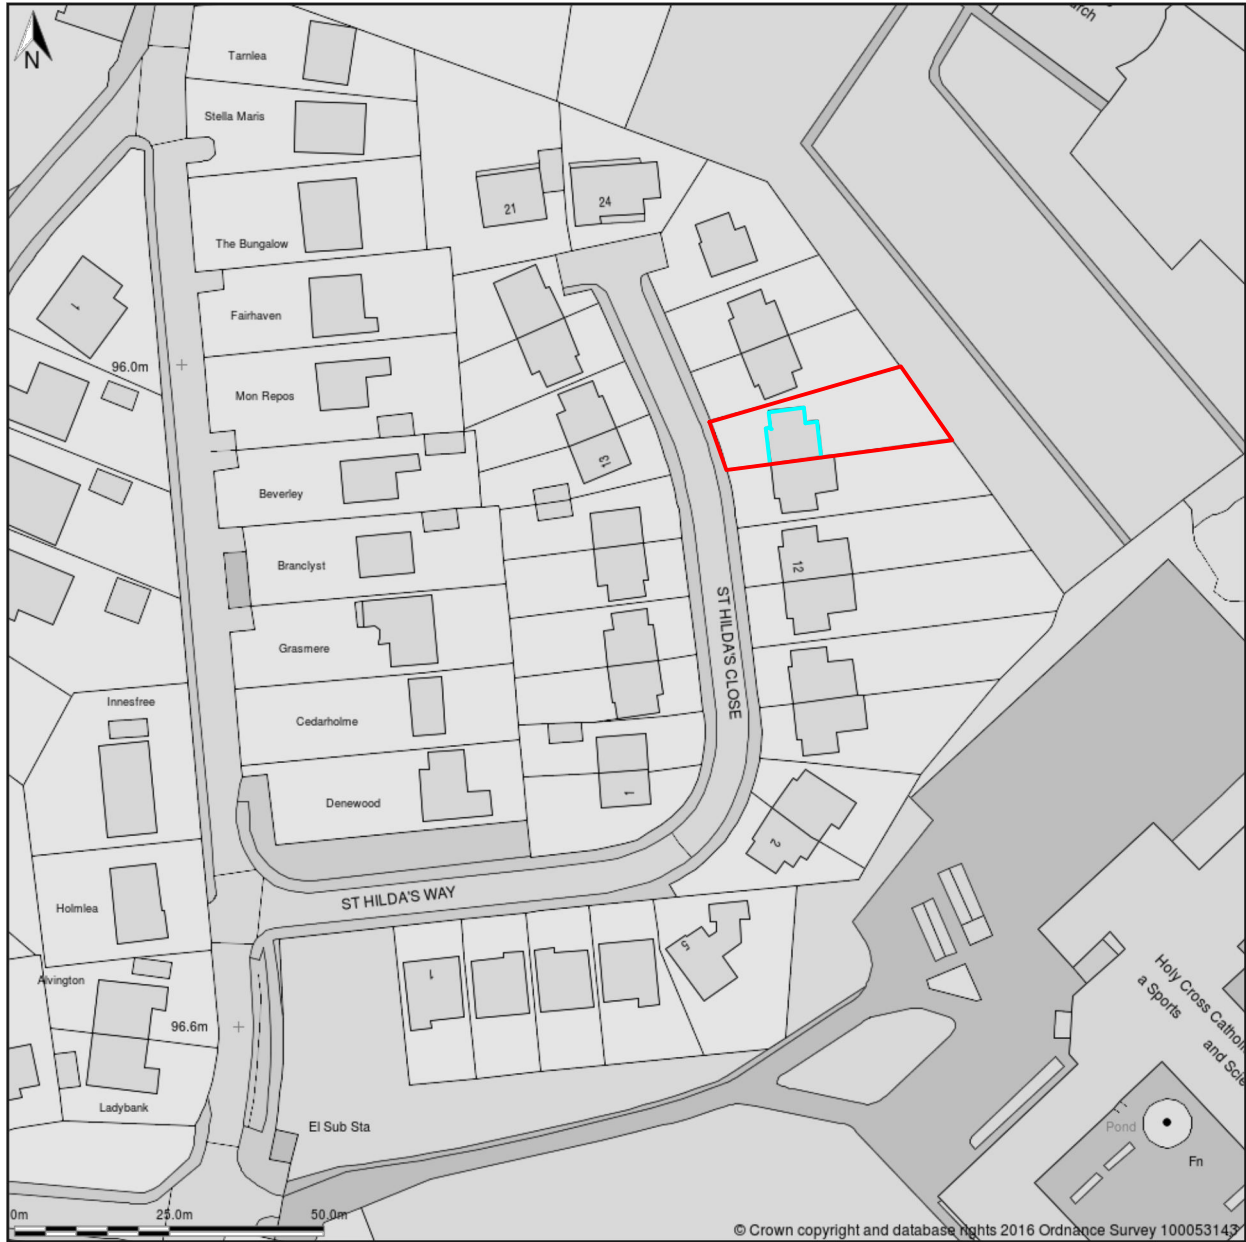 N
Tarnlea
Stella Maris
21
24
The Bungalow
1
Fairhaven
96.0m
Mon Repos
13
Beverley
Branclyst
12
ST HILDA'S CLOSE
Grasmere
Innesfree
Cedarholme
Denewood
1
2
ST HILDA'S WAY
Holmlea
5
1
Alvington
96.6m
Holy Cross Cathol
a Sports
and Scie
Ladybank
El Sub Sta
Pond
Fn
0m 25.0m 50.0m
© Crown copyright and database rights 2016 Ordnance Survey 100053143